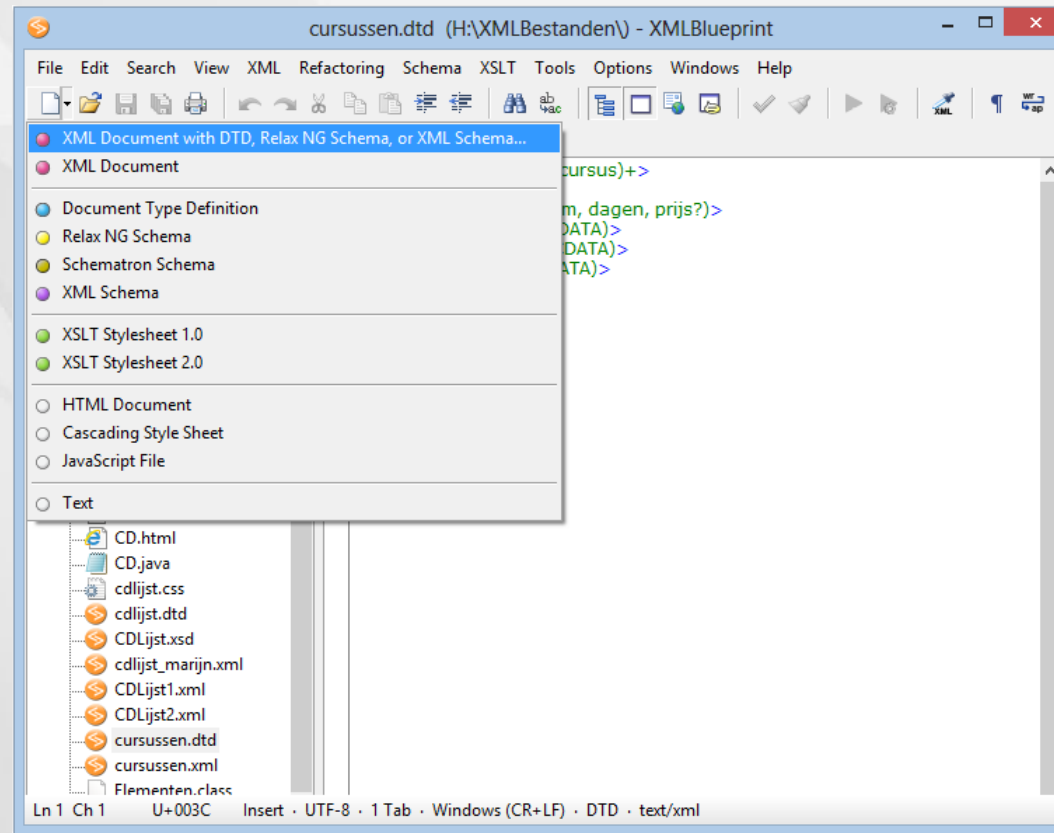 cursussen.dtd (H:\XMLBestanden\) - XMLBlueprint
File Edit Search View XML Refactoring Schema XSLT Tools Options Windows Help
XML Document with DTD, Relax NG Schema, or XML Schema...
XML Document
cursus)+>
Document Type Definition
m, dagen, prijs?)>
Relax NG Schema
DATA)>
Schematron Schema
DATA)>
ATA)>
XML Schema
XSLT Stylesheet 1.0
XSLT Stylesheet 2.0
HTML Document
Cascading Style Sheet
JavaScript File
Text
CD.html
CD.java
cdlijst.css
cdlijst.dtd
CDLijst.xsd
cdlijst_marijn.xml
CDLijst1.xml
CDLijst2.xml
cursussen.dtd
cursussen.xml
Elementen.class
Ln 1 Ch 1 U+003C Insert · UTF-8 · 1 Tab · Windows (CR+LF) · DTD · text/xml